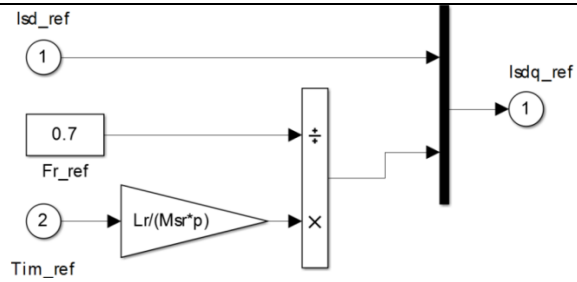 Isd_ref
1
Isdq_ref
1
0.7
÷
Fr_ref
2
Lr/(Msr*p)
×
Tim_ref